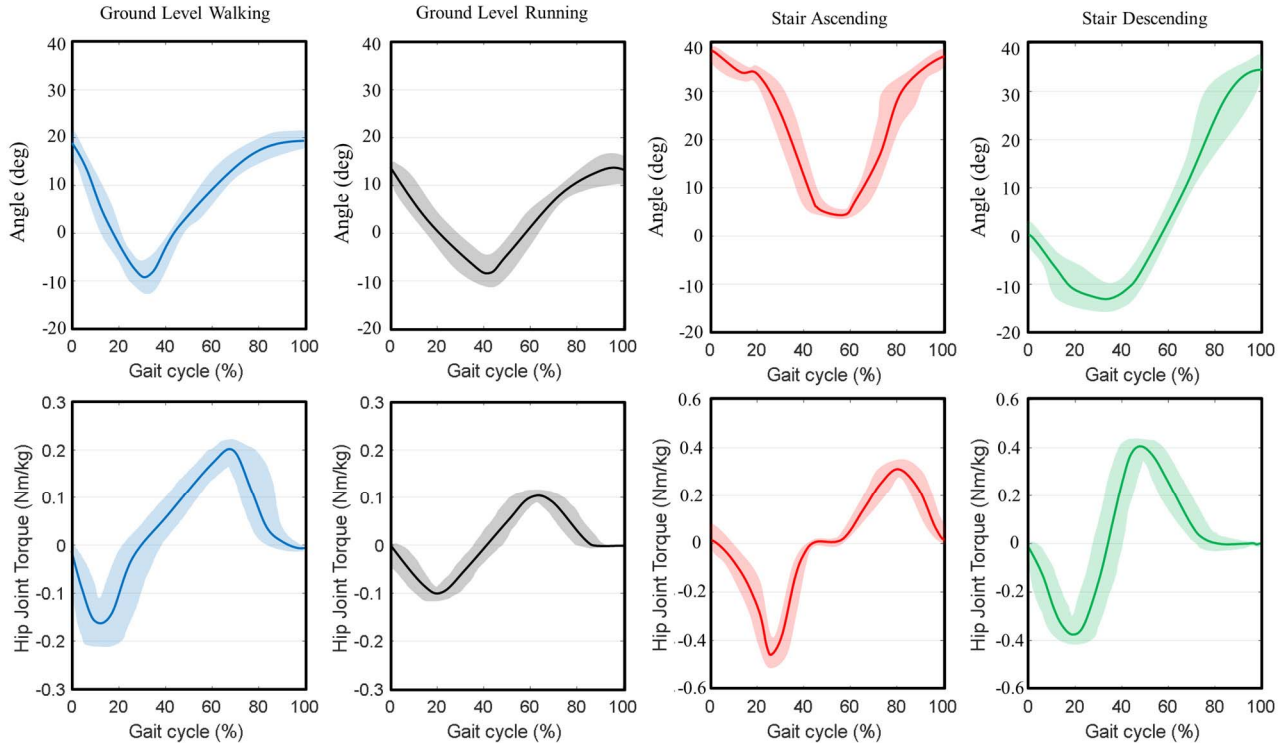 Ground Level Walking
Ground Level Running
Stair Ascending
Stair Descending
40
30
20
10
0
-10
-20
Angle (deg)
0 20 40 60 80 100
Gait cycle (%)
40
30
20
10
0
-10
-20
Angle (deg)
0 20 40 60 80 100
Gait cycle (%)
40
30
20
10
0
-10
-20
Angle (deg)
0 20 40 60 80 100
Gait cycle (%)
40
30
20
10
0
-10
-20
Angle (deg)
0 20 40 60 80 100
Gait cycle (%)
0.3
0.2
0.1
0
-0.1
-0.2
-0.3
Hip Joint Torque (Nm/kg)
0 20 40 60 80 100
Gait cycle (%)
0.3
0.2
0.1
0
-0.1
-0.2
-0.3
Hip Joint Torque (Nm/kg)
0 20 40 60 80 100
Gait cycle (%)
0.6
0.4
0.2
0
-0.2
-0.4
-0.6
Hip Joint Torque (Nm/kg)
0 20 40 60 80 100
Gait cycle (%)
0.6
0.4
0.2
0
-0.2
-0.4
-0.6
Hip Joint Torque (Nm/kg)
0 20 40 60 80 100
Gait cycle (%)